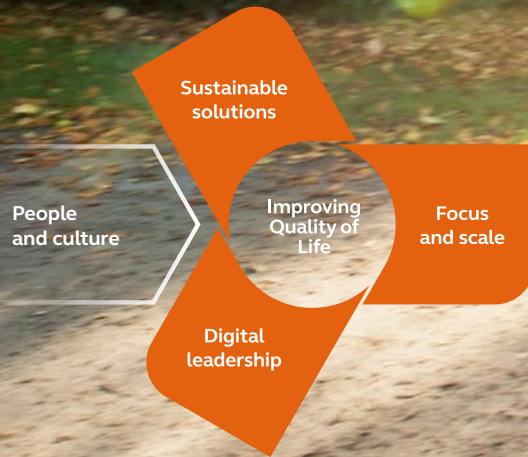 Sustainable
solutions
People
and culture
Improving
Quality of
Life
Focus
and scale
Digital
leadership